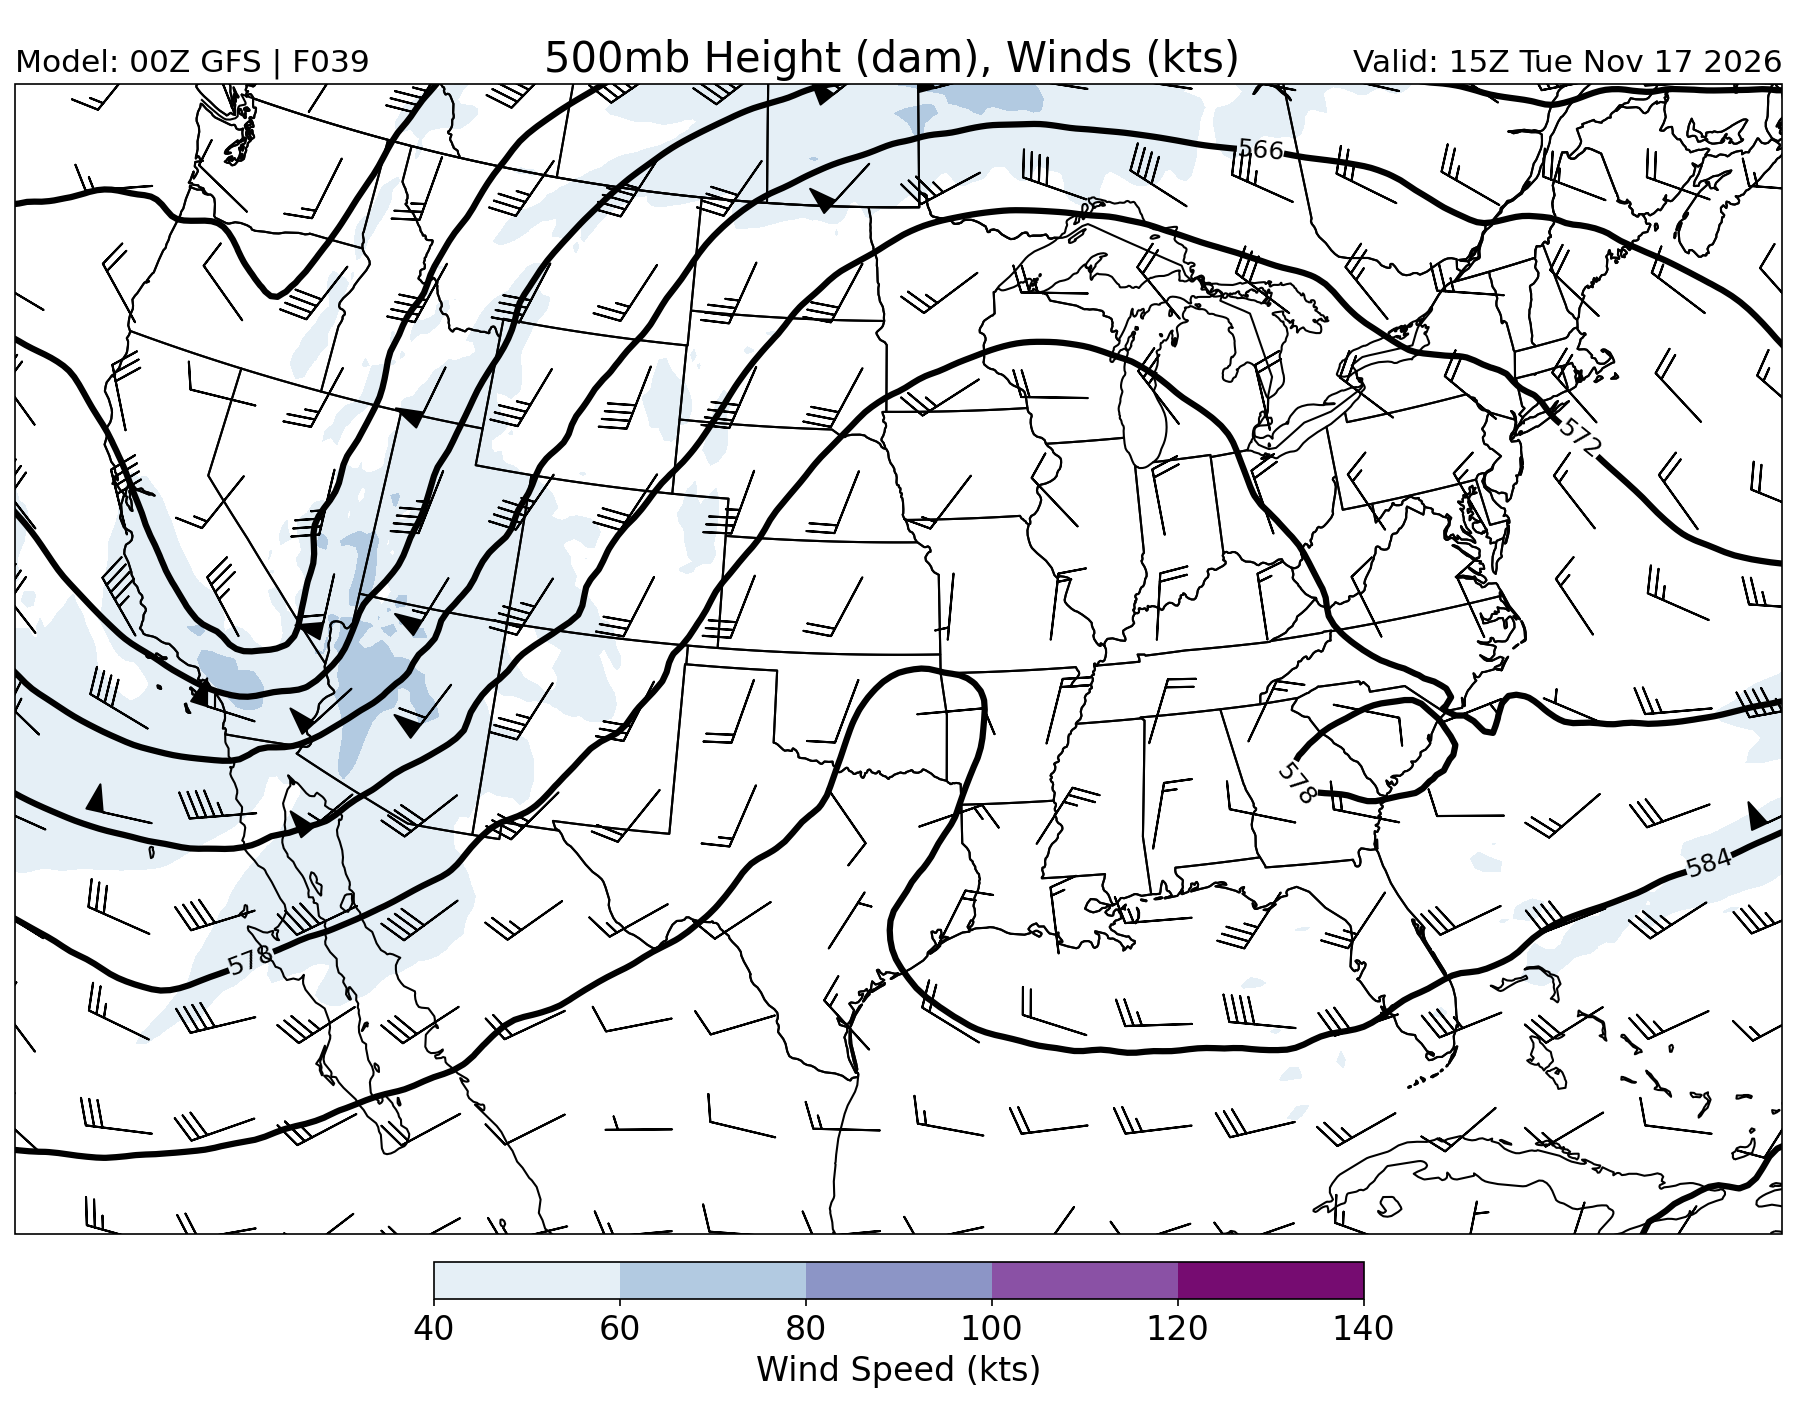 Model: 00Z GFS | F039
500mb Height (dam), Winds (kts)
Valid: 15Z Tue Nov 17 2026
566
572
578
584
578
40 60 80 100 120 140
Wind Speed (kts)